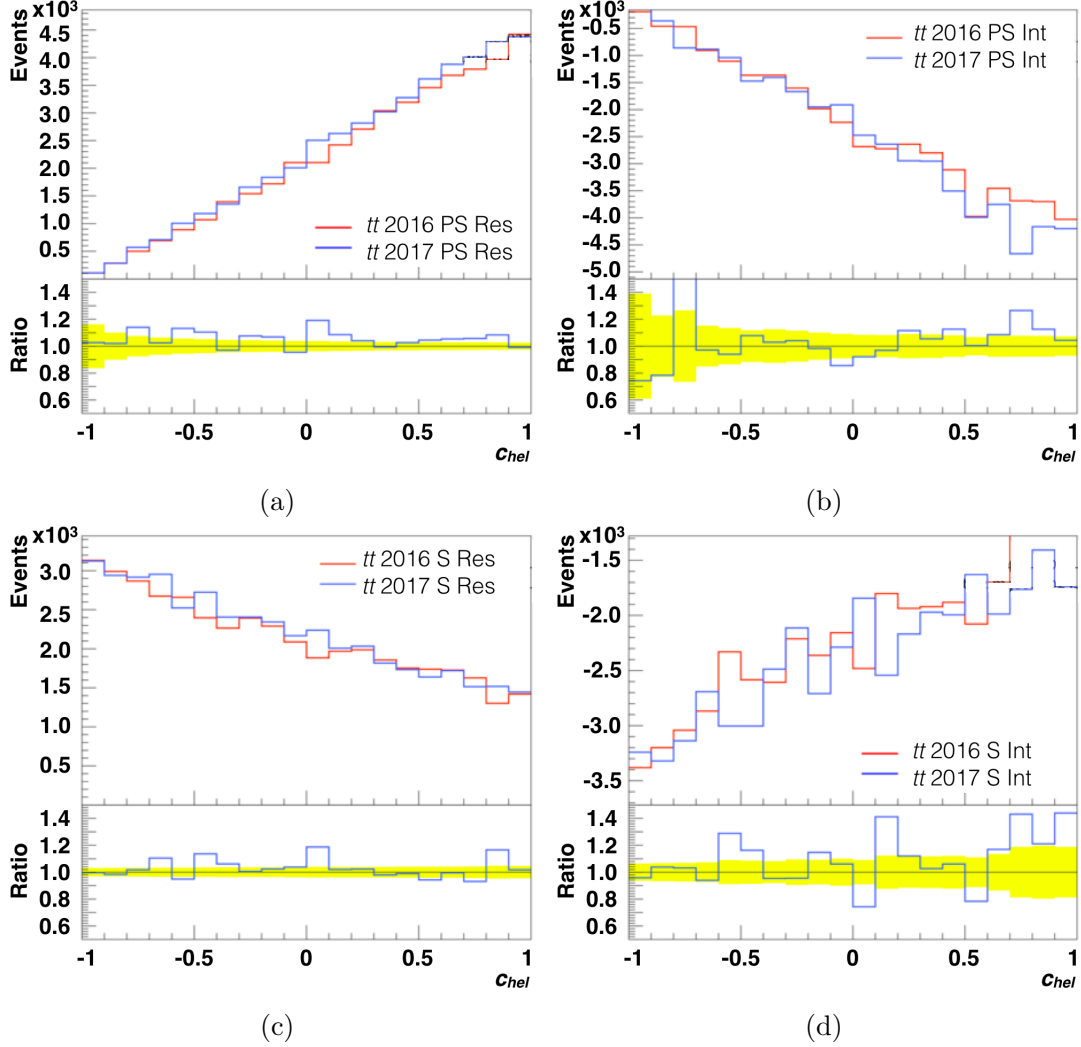 x10³
Events
4.5
4.0
3.5
3.0
2.5
2.0
1.5
1.0
0.5
tt 2016 PS Res
tt 2017 PS Res
Ratio
1.4
1.2
1.0
0.8
0.6
-1
-0.5
0
0.5
1
c_hel
(a)
x10³
Events
-0.5
-1.0
-1.5
-2.0
-2.5
-3.0
-3.5
-4.0
-4.5
-5.0
tt 2016 PS Int
tt 2017 PS Int
Ratio
1.4
1.2
1.0
0.8
0.6
-1
-0.5
0
0.5
1
c_hel
(b)
x10³
Events
3.0
2.5
2.0
1.5
1.0
0.5
tt 2016 S Res
tt 2017 S Res
Ratio
1.4
1.2
1.0
0.8
0.6
-1
-0.5
0
0.5
1
c_hel
(c)
x10³
Events
-1.5
-2.0
-2.5
-3.0
-3.5
tt 2016 S Int
tt 2017 S Int
Ratio
1.4
1.2
1.0
0.8
0.6
-1
-0.5
0
0.5
1
c_hel
(d)